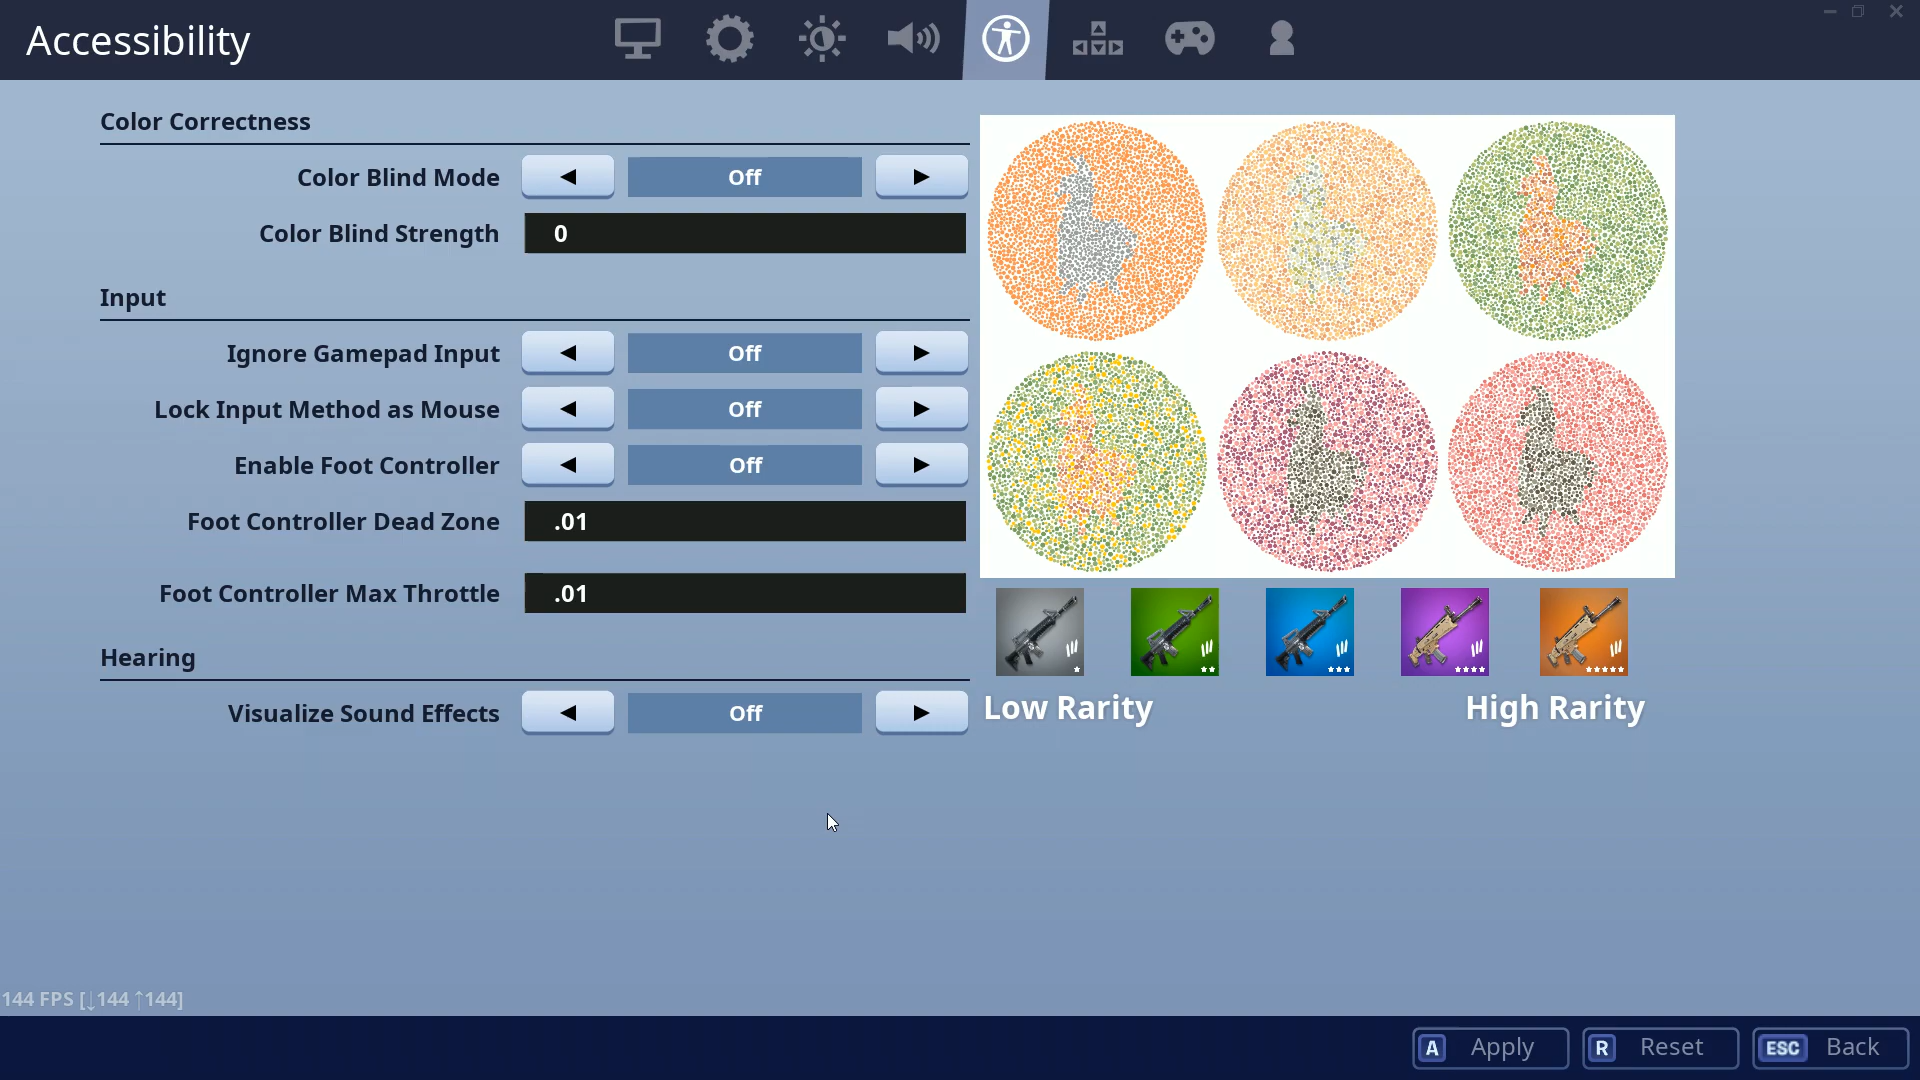 Accessibility
Color Correctness
Color Blind Mode
Off
Color Blind Strength
0
Input
Ignore Gamepad Input
Off
Lock Input Method as Mouse
Off
Enable Foot Controller
Off
Foot Controller Dead Zone
.01
Foot Controller Max Throttle
.01
Hearing
Visualize Sound Effects
Off
Low Rarity
High Rarity
144 FPS [↓144 ↑144]
A Apply
R Reset
ESC Back